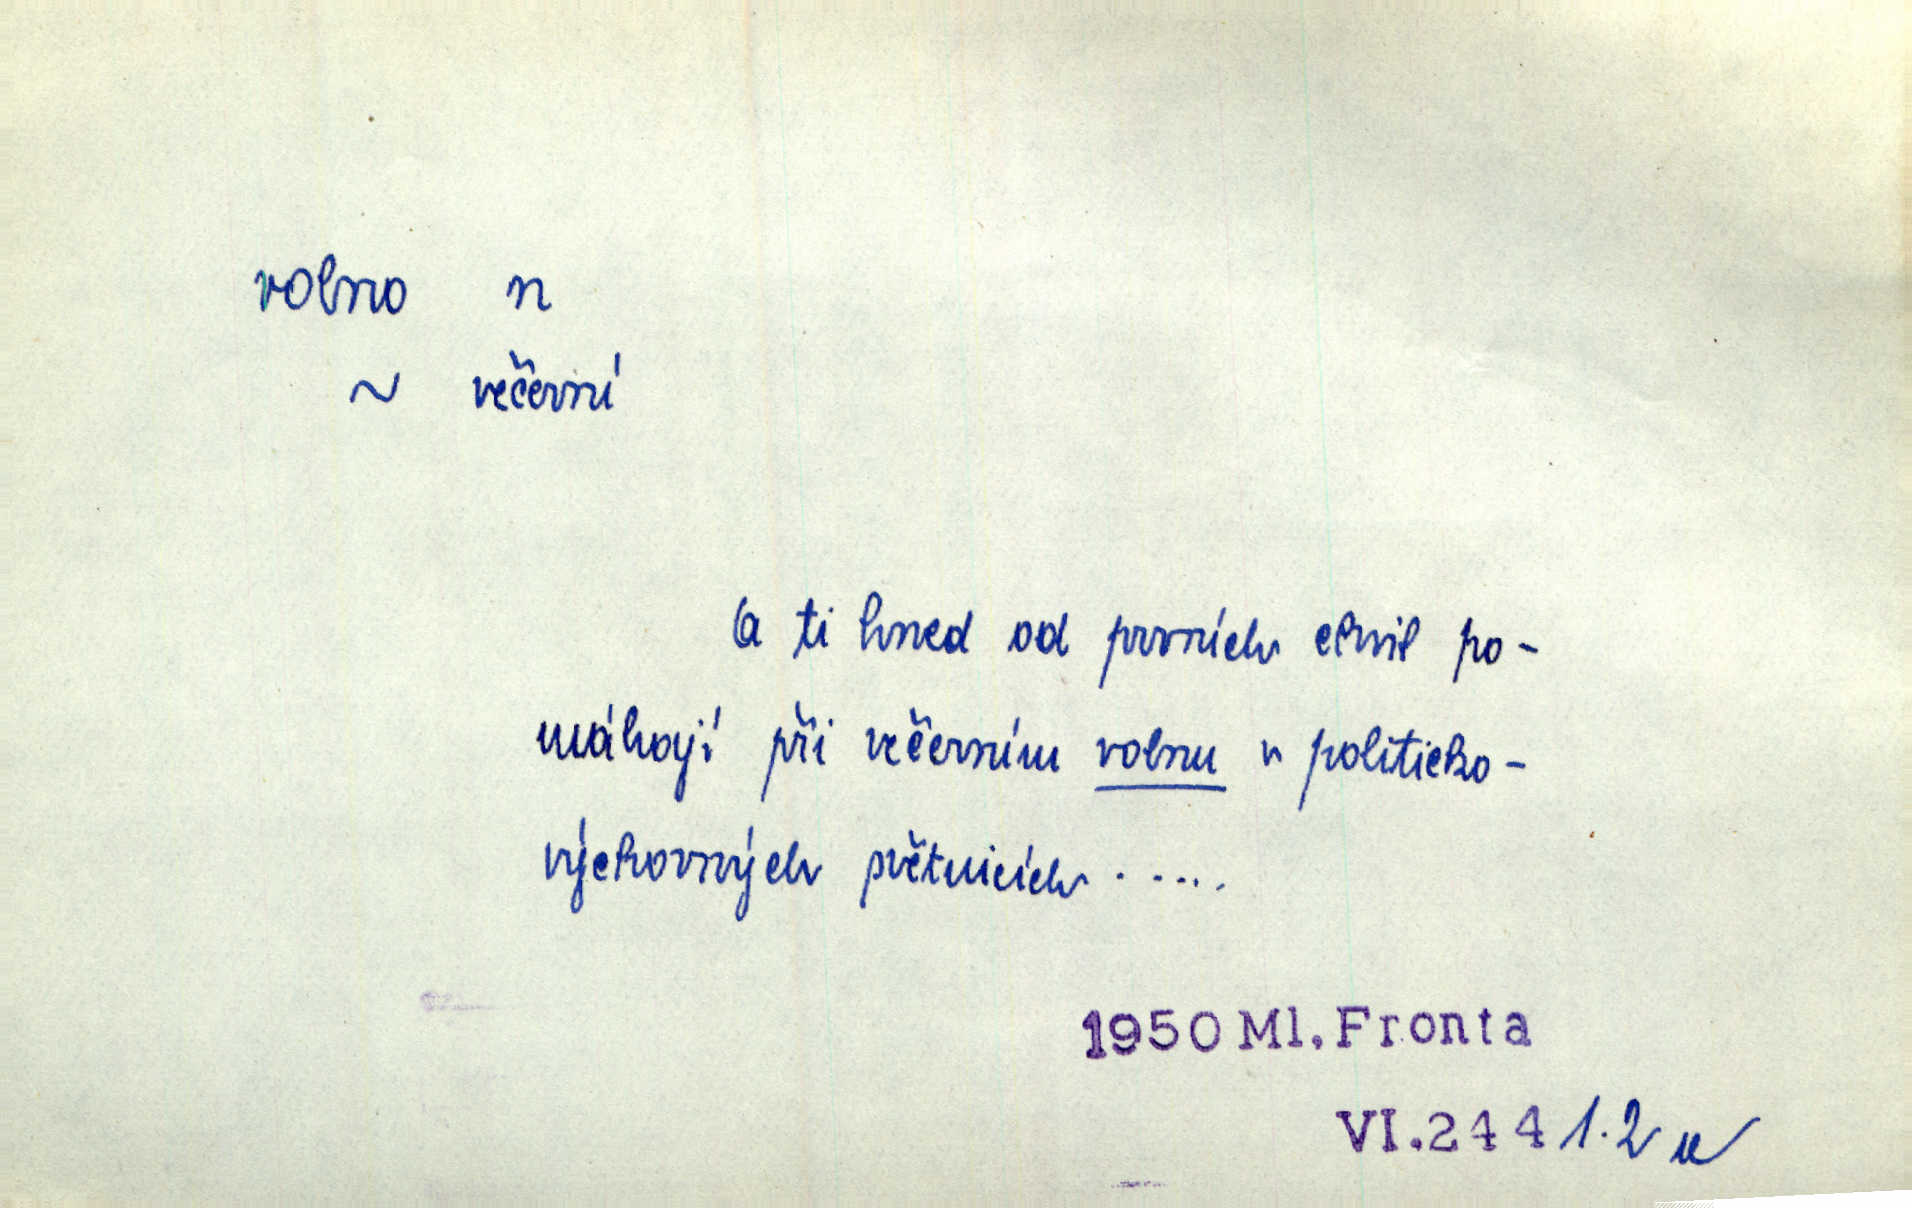 volno n
~ večerní
A ti hned od prvních chvil po-
máhají při večerním volnu v politicko-
výchovných světnicích .....
1950 Ml. Fronta
VI.244 1.2